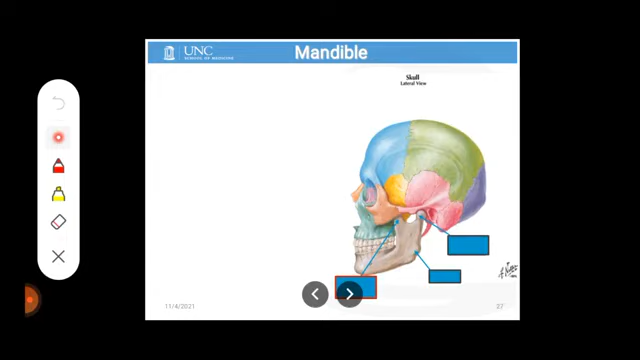 UNC
SCHOOL OF MEDICINE
Mandible
Skull
Lateral View
11/4/2021
27